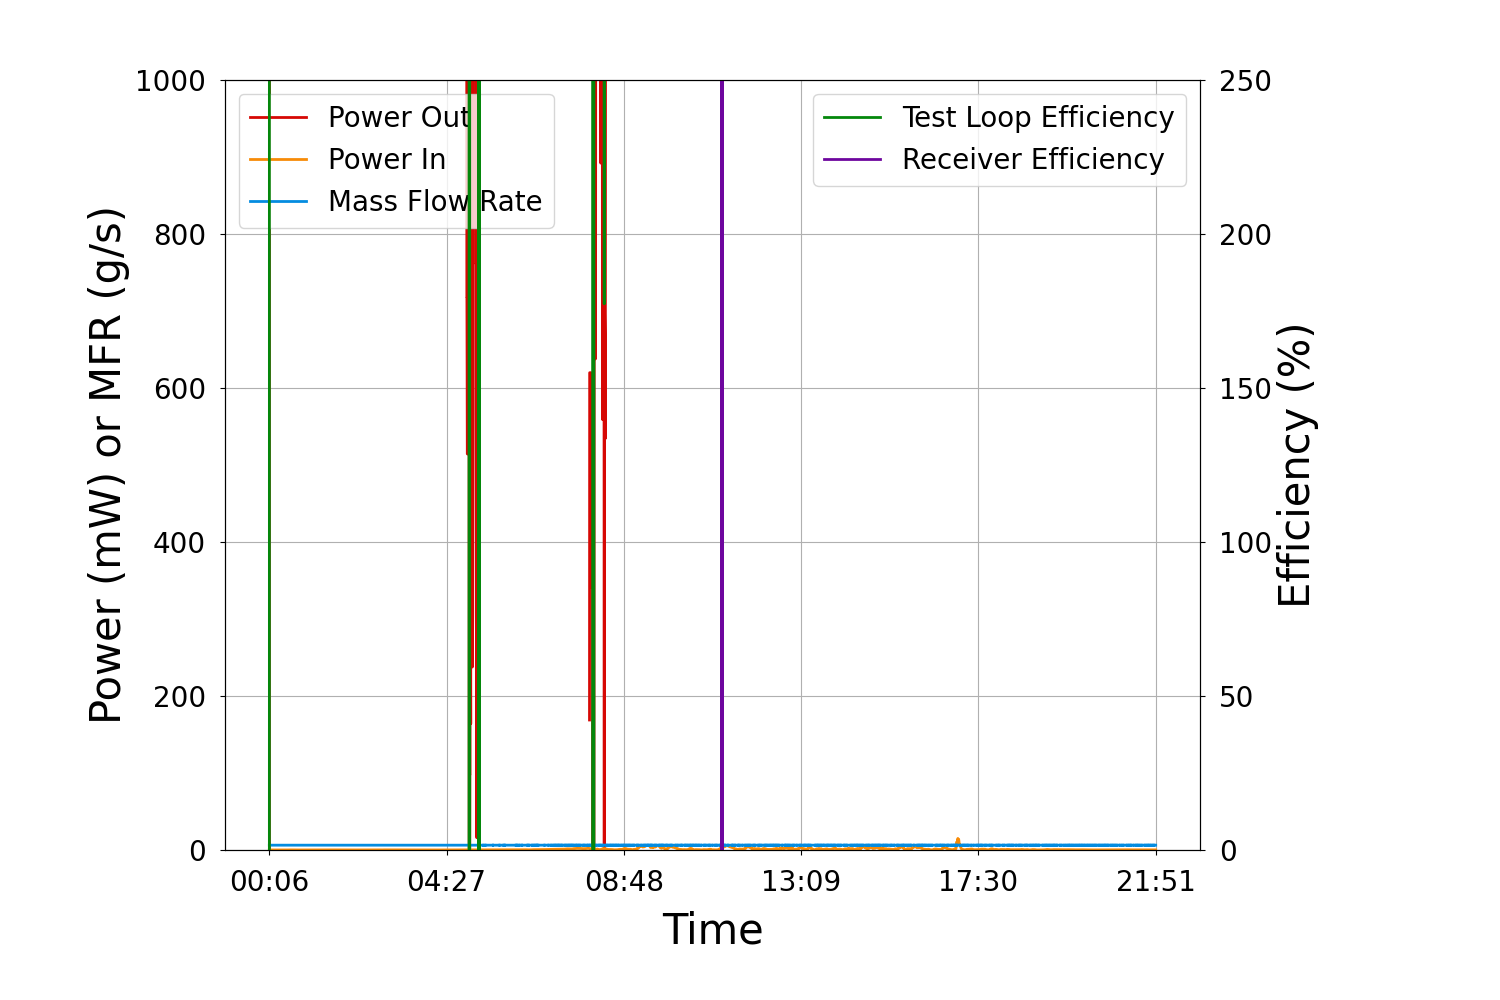 1000
800
600
400
200
0
Power (mW) or MFR (g/s)
Power Out
Power In
Mass Flow Rate
Test Loop Efficiency
Receiver Efficiency
250
200
150
100
50
0
Efficiency (%)
00:06 04:27 08:48 13:09 17:30 21:51
Time